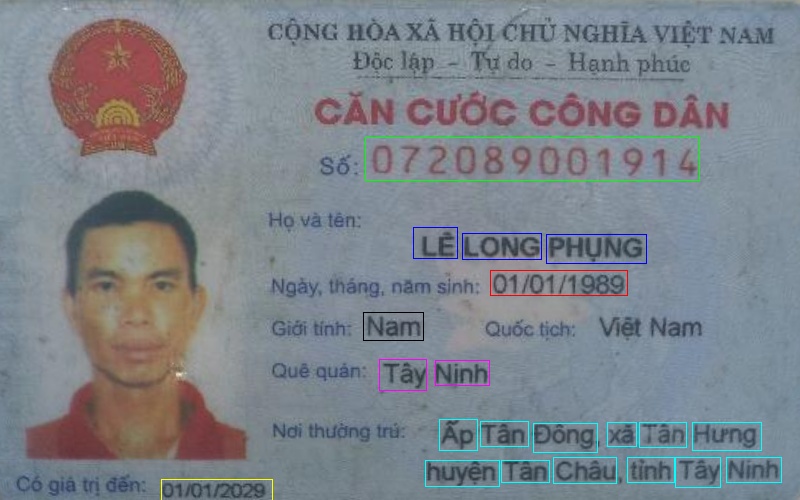 CỘNG HÒA XÃ HỘI CHỦ NGHĨA VIỆT NAM
Độc lập - Tự do - Hạnh phúc
CĂN CƯỚC CÔNG DÂN
Số: 072089001914
Họ và tên:
LÊ LONG PHỤNG
Ngày, tháng, năm sinh: 01/01/1989
Giới tính: Nam Quốc tịch: Việt Nam
Quê quán: Tây Ninh
Nơi thường trú: Ấp Tân Đông, xã Tân Hưng
huyện Tân Châu, tỉnh Tây Ninh
Có giá trị đến: 01/01/2029